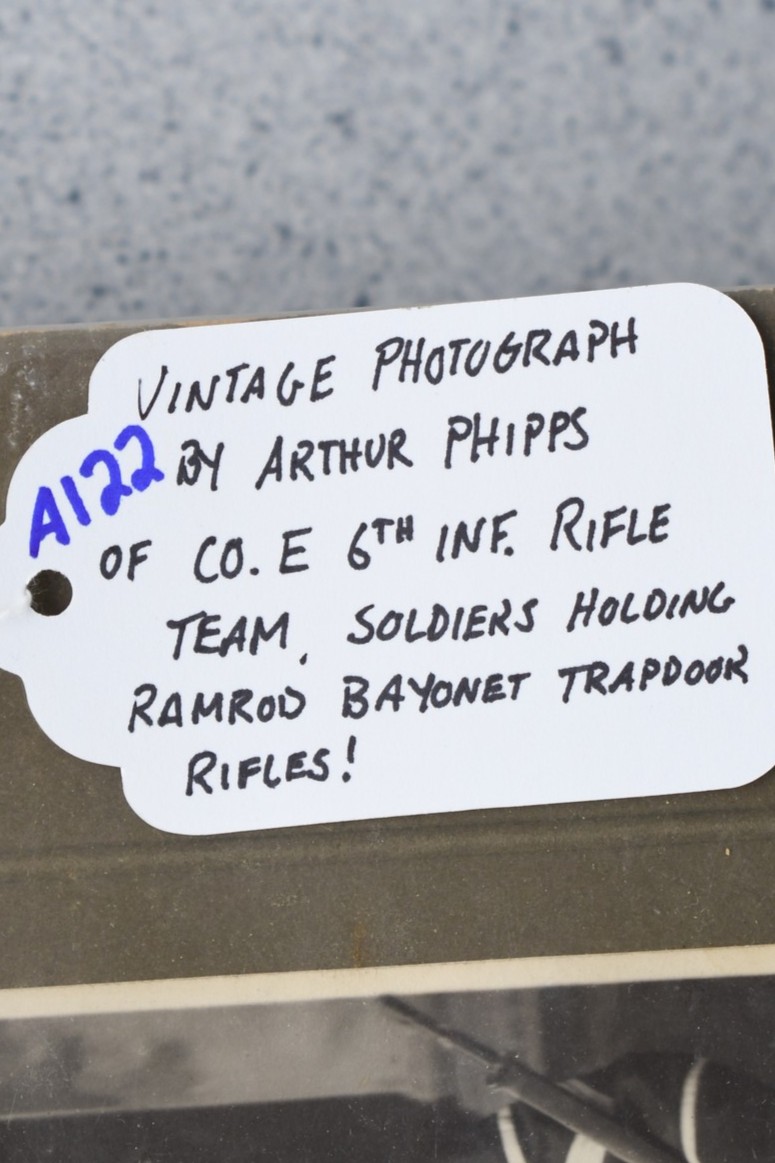 VINTAGE PHOTOGRAPH
A122
BY ARTHUR PHIPPS
OF CO. E 6TH INF. RIFLE
TEAM, SOLDIERS HOLDING
RAMROD BAYONET TRAPDOOR
RIFLES!